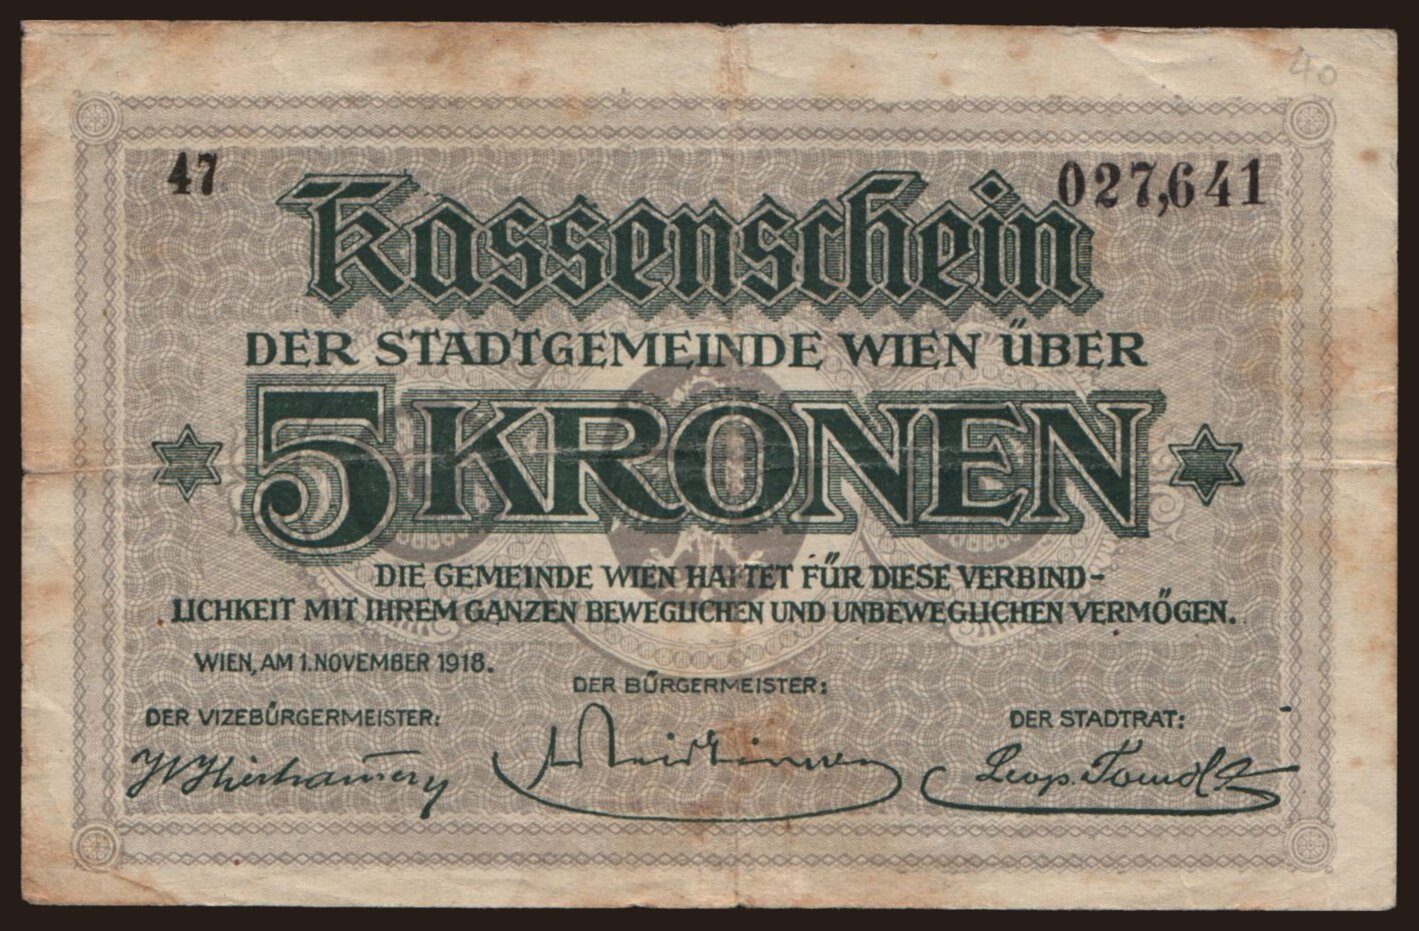 40
47 027,641
Kassenschein
DER STADTGEMEINDE WIEN ÜBER
5 KRONEN
DIE GEMEINDE WIEN HAFTET FÜR DIESE VERBIND-
LICHKEIT MIT IHREM GANZEN BEWEGLICHEN UND UNBEWEGLICHEN VERMÖGEN.
WIEN, AM 1. NOVEMBER 1918.
DER BÜRGERMEISTER:
DER VIZEBÜRGERMEISTER: DER STADTRAT:
Leop.